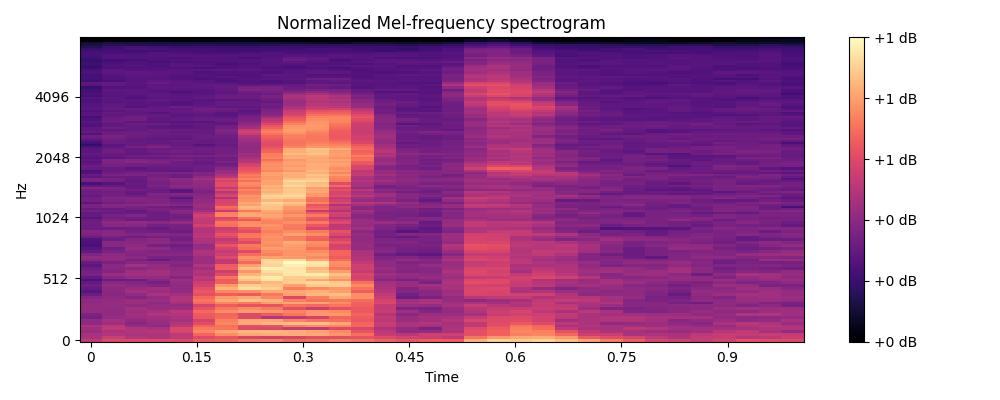 Normalized Mel-frequency spectrogram
Hz
4096
2048
1024
512
0
0 0.15 0.3 0.45 0.6 0.75 0.9
Time
+1 dB
+1 dB
+1 dB
+0 dB
+0 dB
+0 dB